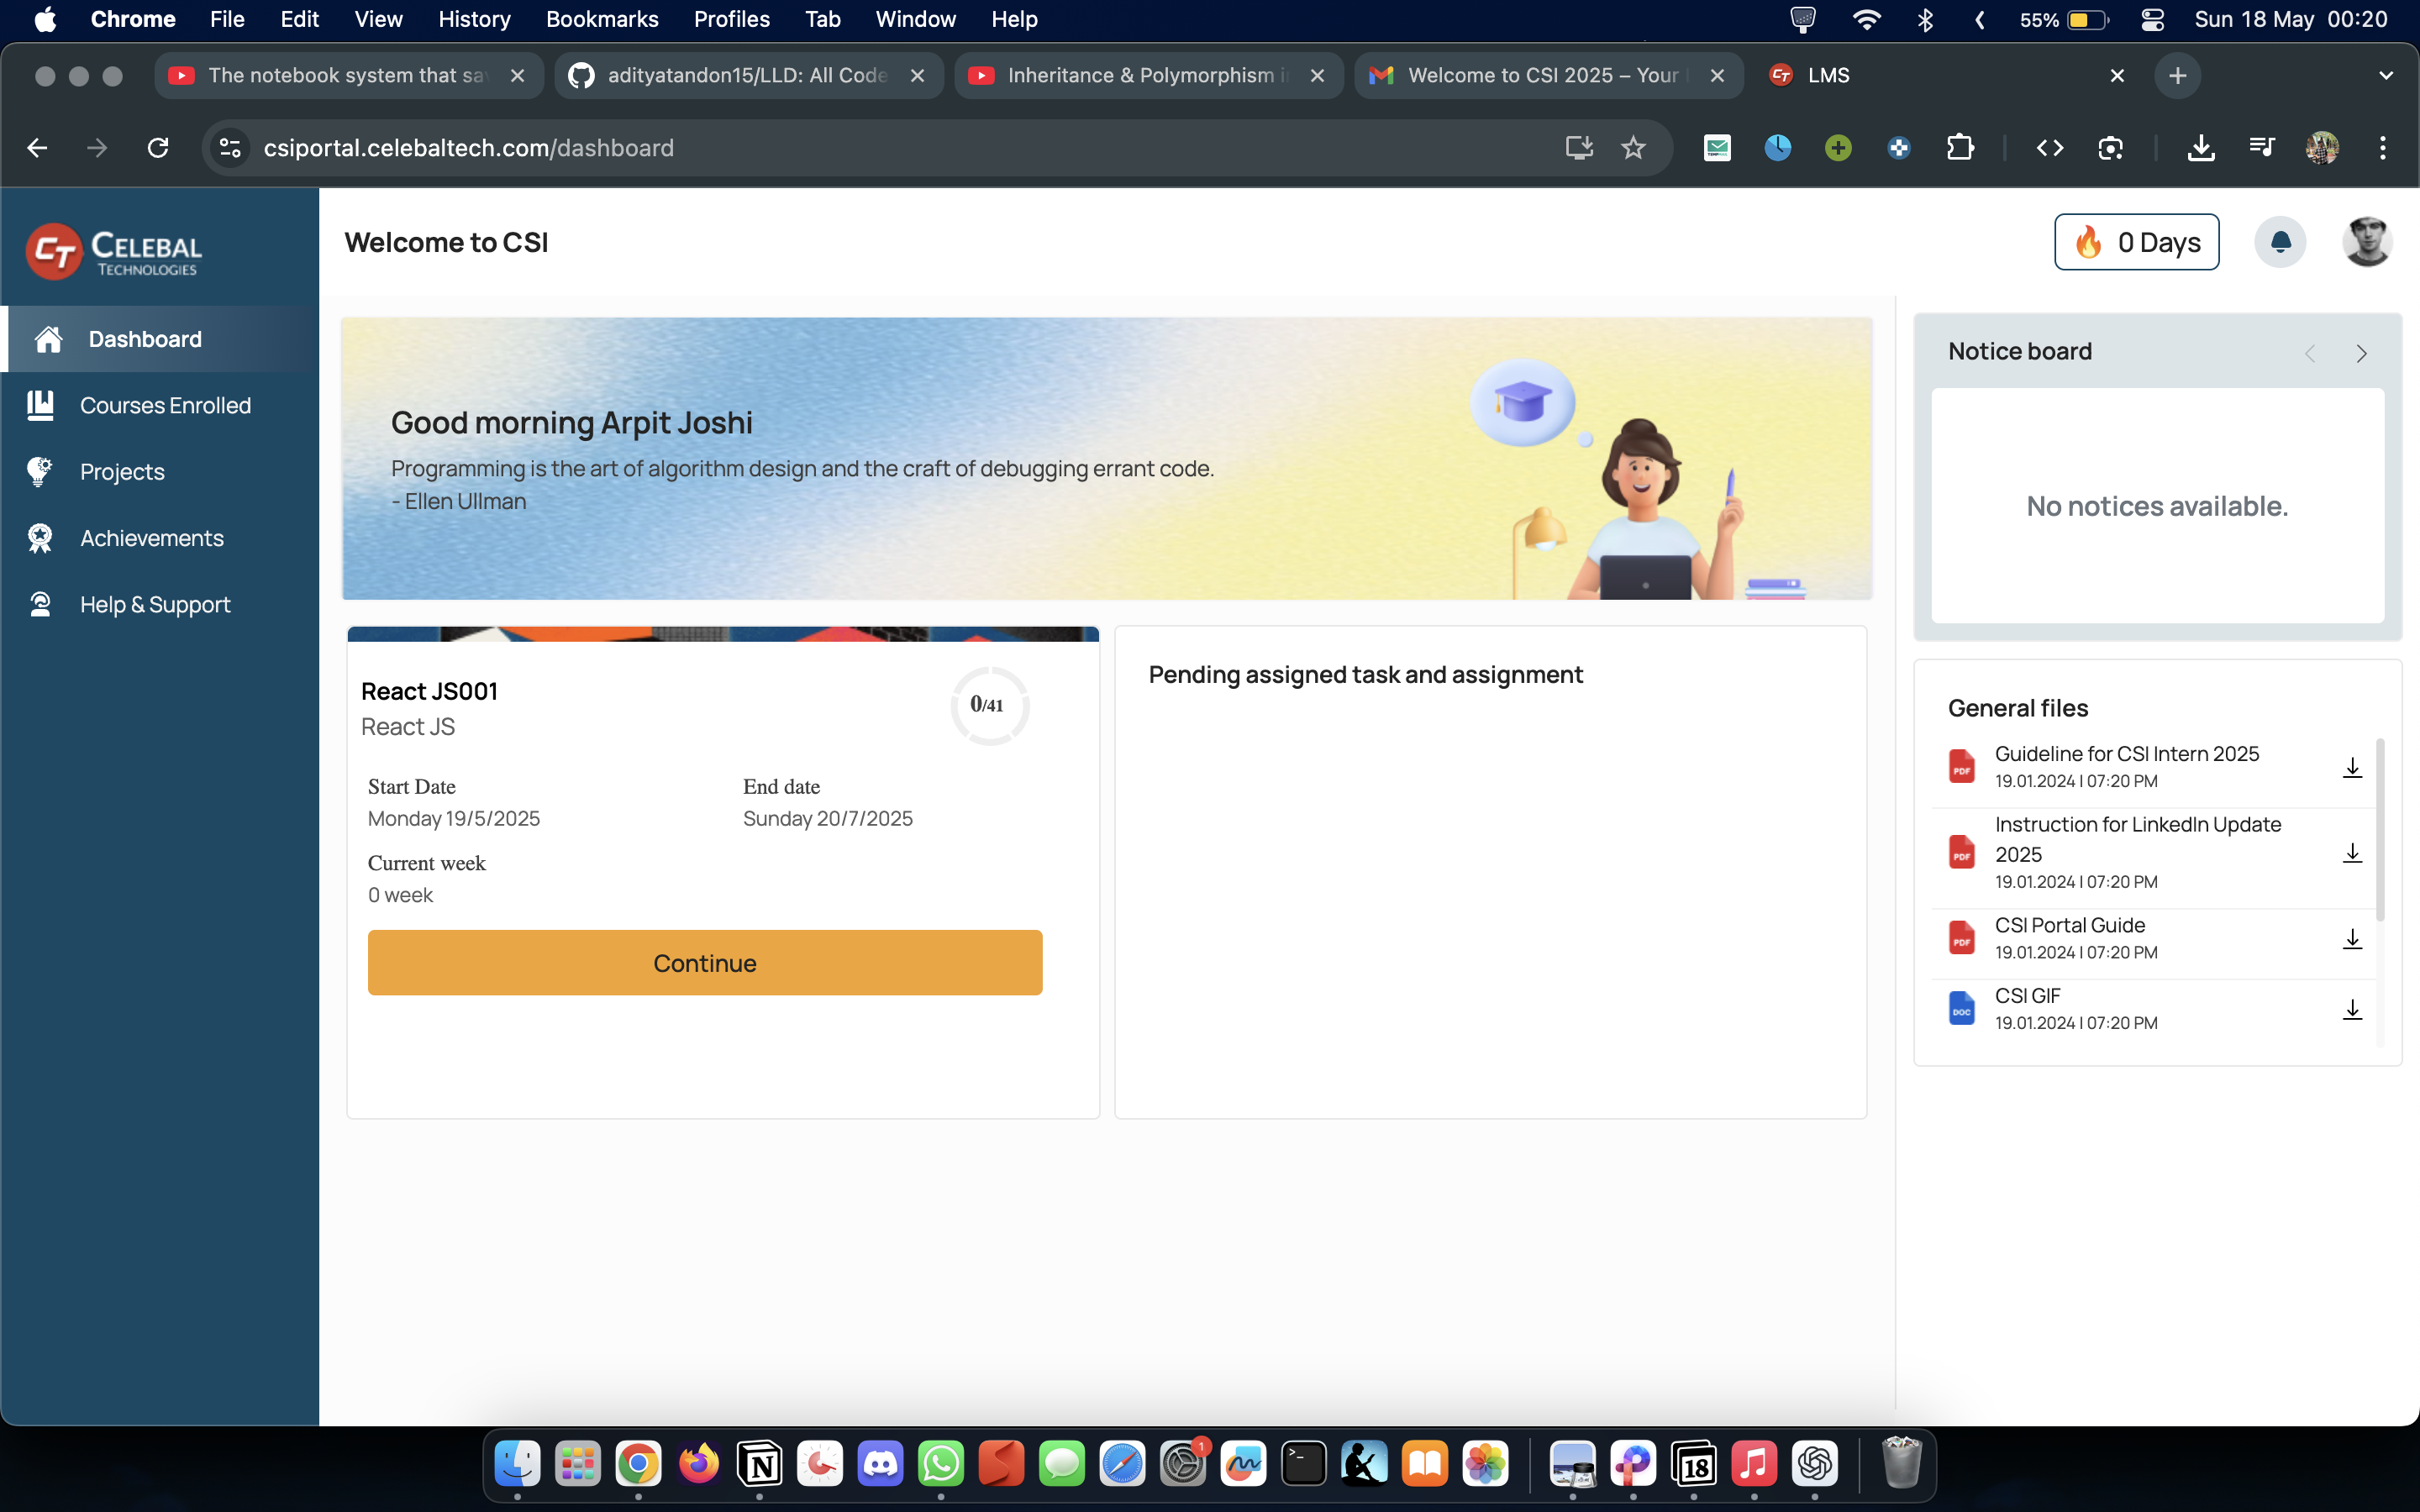 Chrome File Edit View History Bookmarks Profiles Tab Window Help 55% Sun 18 May 00:20
The notebook system that sav
adityatandon15/LLD: All Code
Inheritance & Polymorphism i
Welcome to CSI 2025 – Your
LMS
csiportal.celebaltech.com/dashboard
CT CELEBAL
TECHNOLOGIES
Dashboard
Courses Enrolled
Projects
Achievements
Help & Support
Welcome to CSI
0 Days
Good morning Arpit Joshi
Programming is the art of algorithm design and the craft of debugging errant code.
- Ellen Ullman
React JS001
React JS
0/41
Start Date
Monday 19/5/2025
End date
Sunday 20/7/2025
Current week
0 week
Continue
Pending assigned task and assignment
Notice board
No notices available.
General files
PDF
Guideline for CSI Intern 2025
19.01.2024 | 07:20 PM
PDF
Instruction for LinkedIn Update
2025
19.01.2024 | 07:20 PM
PDF
CSI Portal Guide
19.01.2024 | 07:20 PM
DOC
CSI GIF
19.01.2024 | 07:20 PM
1
18